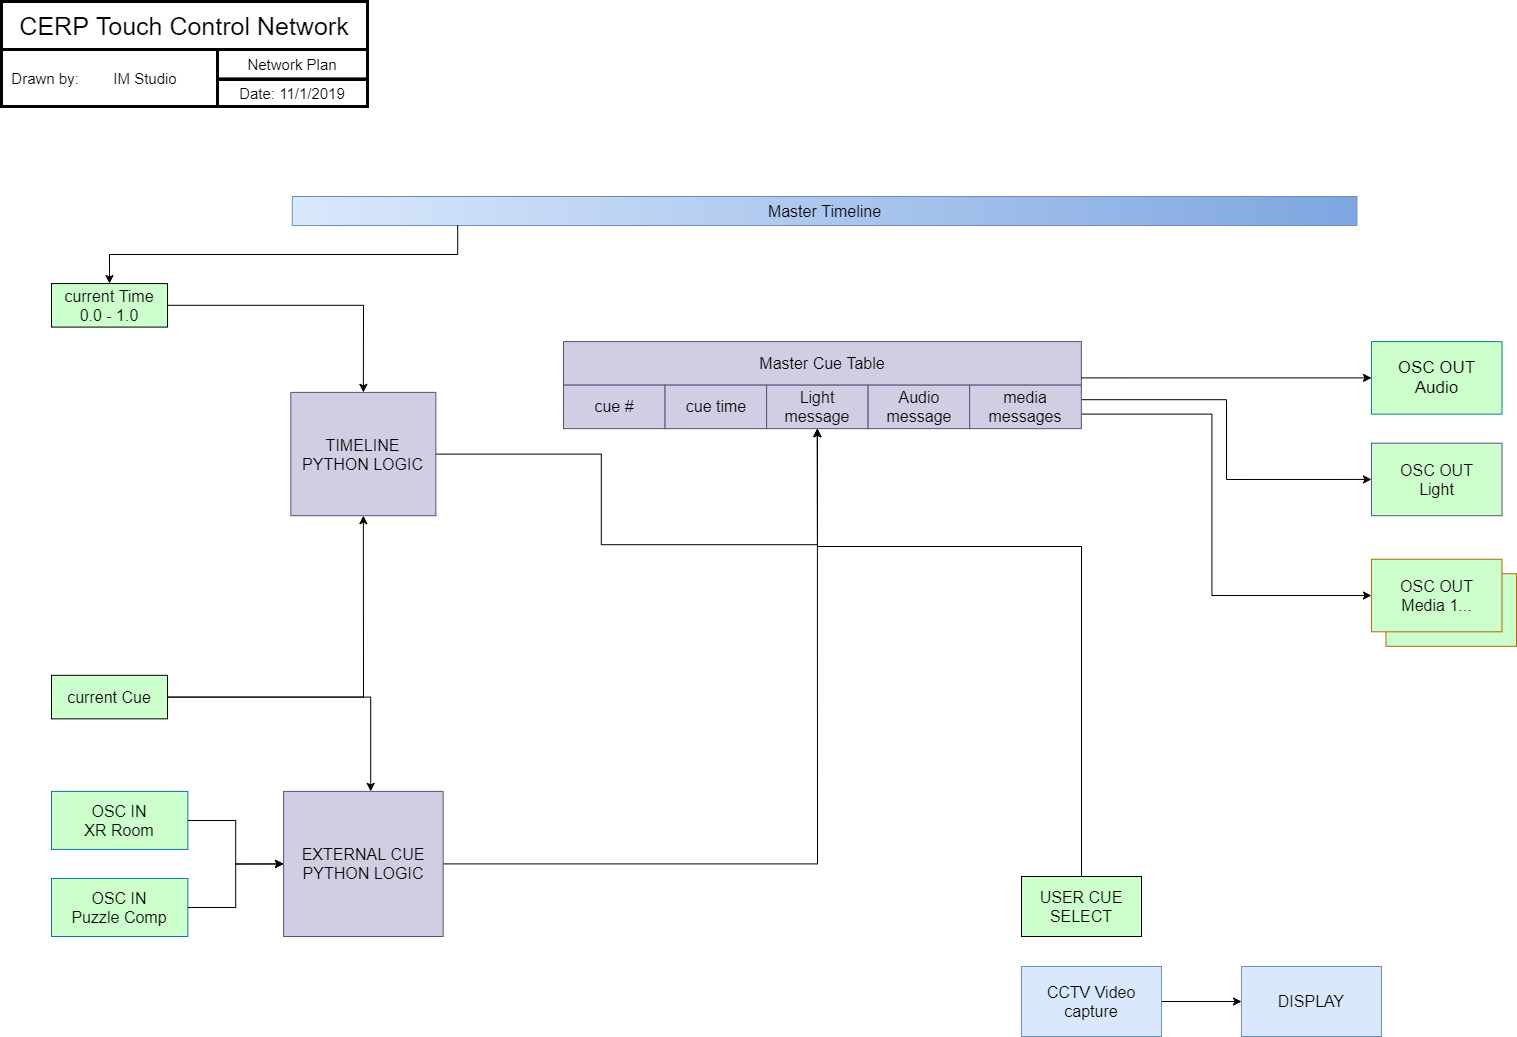 CERP Touch Control Network
Drawn by: IM Studio
Network Plan
Date: 11/1/2019
Master Timeline
current Time
0.0 - 1.0
TIMELINE
PYTHON LOGIC
Master Cue Table
cue #
cue time
Light
message
Audio
message
media
messages
OSC OUT
Audio
OSC OUT
Light
OSC OUT
Media 1...
current Cue
OSC IN
XR Room
OSC IN
Puzzle Comp
EXTERNAL CUE
PYTHON LOGIC
USER CUE
SELECT
CCTV Video
capture
DISPLAY